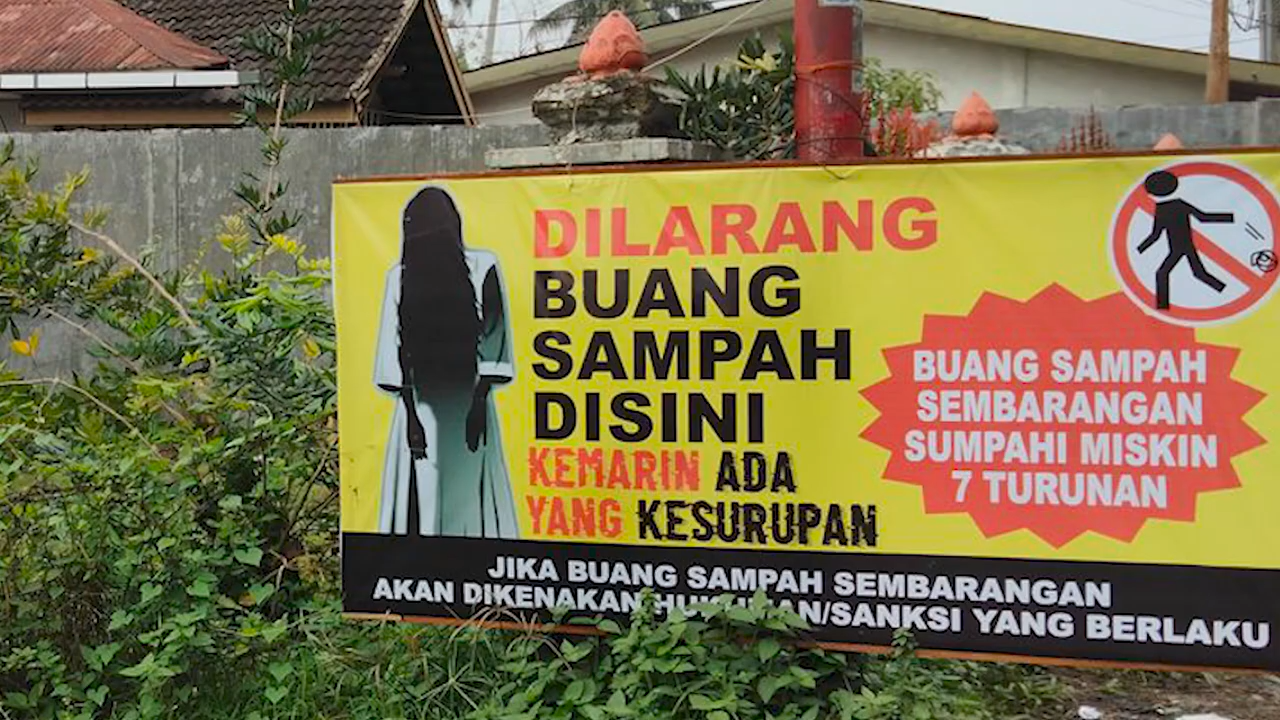 DILARANG
BUANG
SAMPAH
DISINI
KEMARIN ADA
YANG KESURUPAN
BUANG SAMPAH
SEMBARANGAN
SUMPAHI MISKIN
7 TURUNAN
JIKA BUANG SAMPAH SEMBARANGAN
AKAN DIKENAKAN HUKUMAN/SANKSI YANG BERLAKU